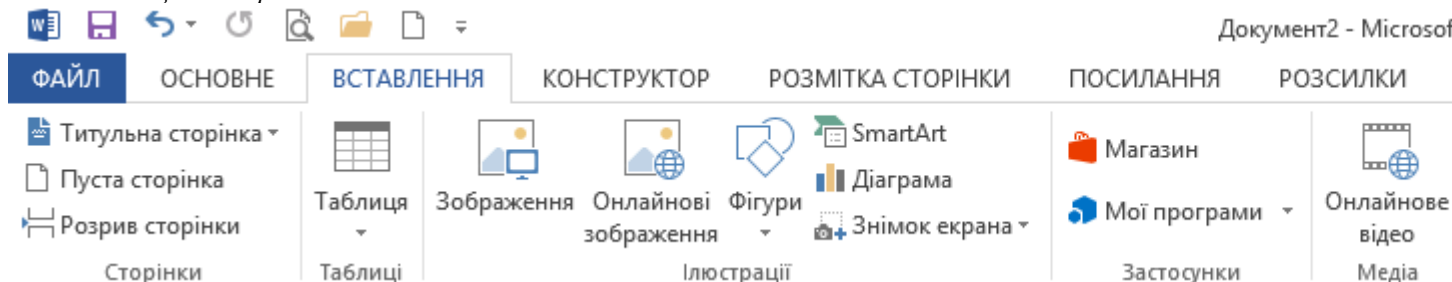 Документ2 - Microsof
ФАЙЛ ОСНОВНЕ ВСТАВЛЕННЯ КОНСТРУКТОР РОЗМІТКА СТОРІНКИ ПОСИЛАННЯ РОЗСИЛКИ
Титульна сторінка
Пуста сторінка
Розрив сторінки
Сторінки
Таблиця
Таблиці
Зображення
Онлайнові
зображення
Фігури
SmartArt
Діаграма
Знімок екрана
Ілюстрації
Магазин
Мої програми
Застосунки
Онлайнове
відео
Медіа